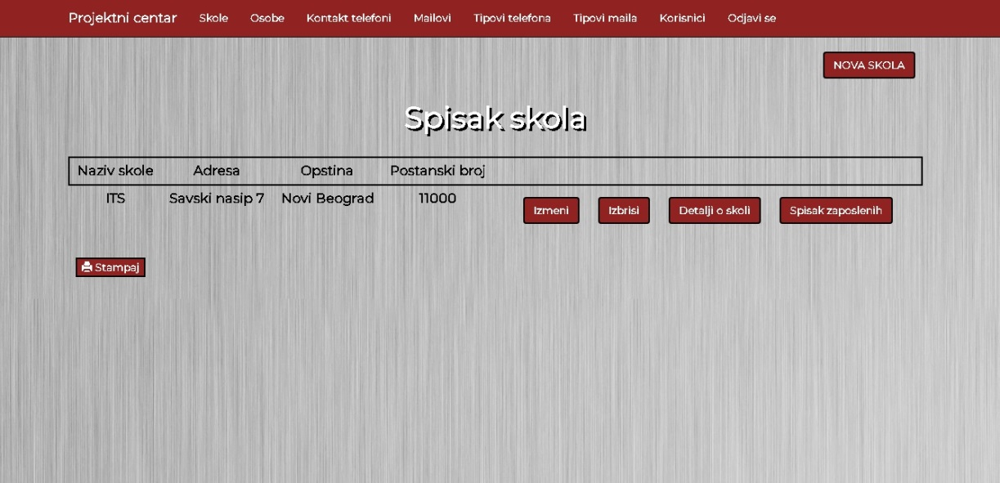 Projektni centar Skole Osobe Kontakt telefoni Mailovi Tipovi telefona Tipovi maila Korisnici Odjavi se
NOVA SKOLA
Spisak skola
Naziv skole Adresa Opstina Postanski broj
ITS Savski nasip 7 Novi Beograd 11000 Izmeni Izbrisi Detalji o skoli Spisak zaposlenih
Stampaj